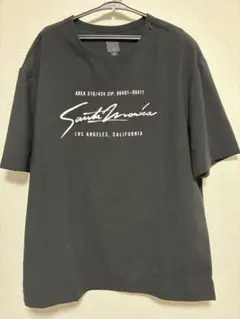 AREA 310/424 ZIP: 90401-90411
Santa Monica
LOS ANGELES, CALIFORNIA